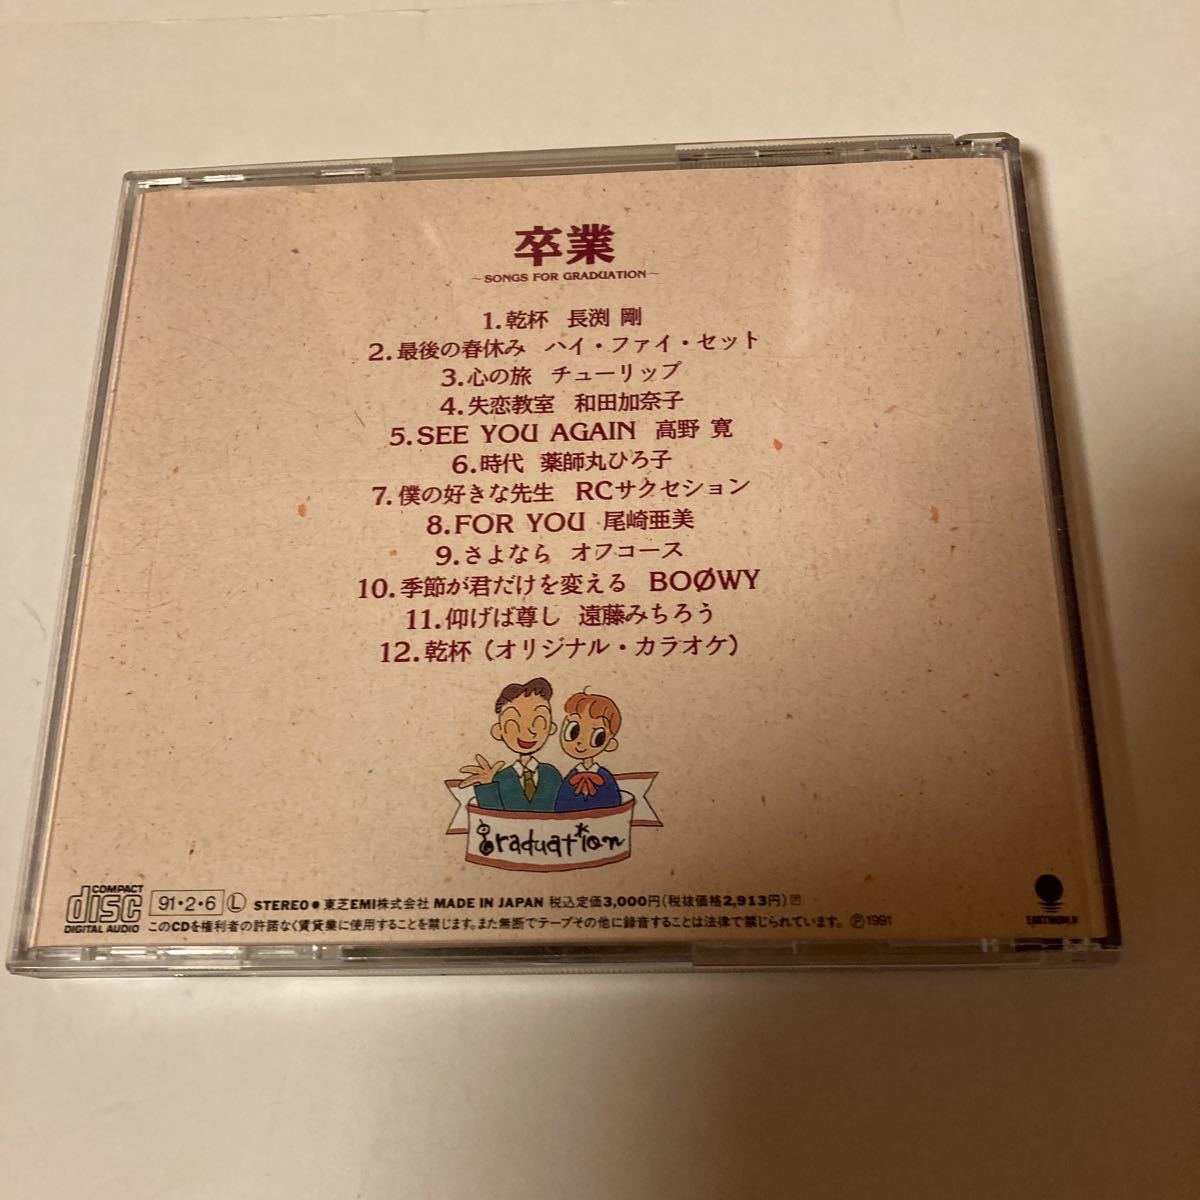 卒業
~SONGS FOR GRADUATION~
1.乾杯 長渕 剛
2.最後の春休み ハイ・ファイ・セット
3.心の旅 チューリップ
4.失恋教室 和田加奈子
5.SEE YOU AGAIN 高野 寛
6.時代 薬師丸ひろ子
7.僕の好きな先生 RCサクセション
8.FOR YOU 尾崎亜美
9.さよなら オフコース
10.季節が君だけを変える BOØWY
11.仰げば尊し 遠藤みちろう
12.乾杯（オリジナル・カラオケ）
graduation
COMPACT
disc
DIGITAL AUDIO
91・2・6 Ⓛ STEREO ● 東芝EMI株式会社 MADE IN JAPAN 税込定価3,000円(税抜価格2,913円)
このCDを権利者の許諾なく賃貸業に使用することを禁じます。また無断でテープその他に録音することは法律で禁じられています。 ℗1991
EASTWORLD